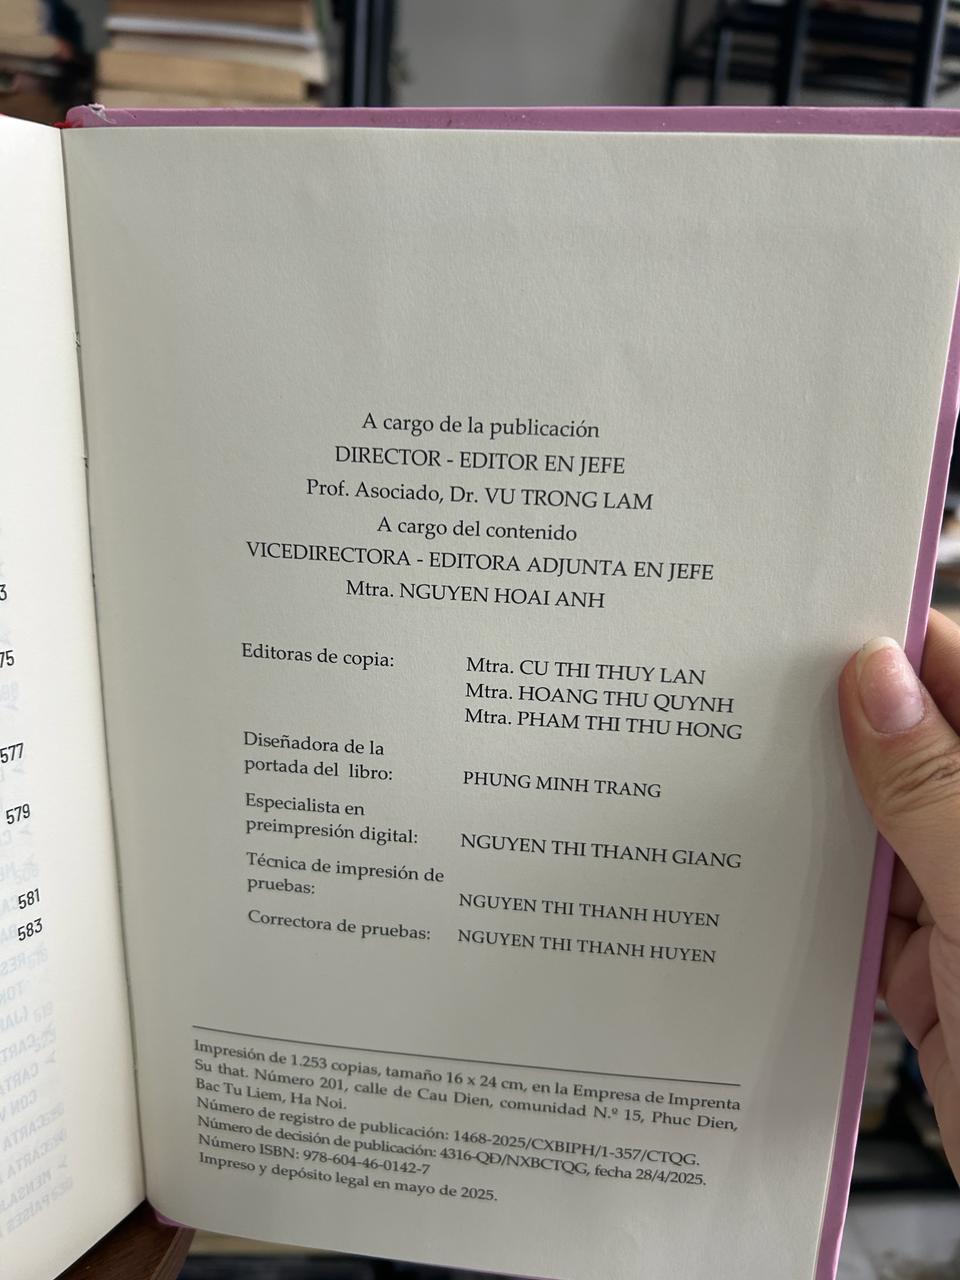 3
75
577
579
581
583
A cargo de la publicación
DIRECTOR - EDITOR EN JEFE
Prof. Asociado, Dr. VU TRONG LAM
A cargo del contenido
VICEDIRECTORA - EDITORA ADJUNTA EN JEFE
Mtra. NGUYEN HOAI ANH
Editoras de copia: Mtra. CU THI THUY LAN
Mtra. HOANG THU QUYNH
Mtra. PHAM THI THU HONG
Diseñadora de la
portada del libro: PHUNG MINH TRANG
Especialista en
preimpresión digital: NGUYEN THI THANH GIANG
Técnica de impresión de
pruebas: NGUYEN THI THANH HUYEN
Correctora de pruebas: NGUYEN THI THANH HUYEN
Impresión de 1.253 copias, tamaño 16 x 24 cm, en la Empresa de Imprenta
Su that. Número 201, calle de Cau Dien, comunidad N.º 15, Phuc Dien,
Bac Tu Liem, Ha Noi.
Número de registro de publicación: 1468-2025/CXBIPH/1-357/CTQG.
Número de decisión de publicación: 4316-QĐ/NXBCTQG, fecha 28/4/2025.
Número ISBN: 978-604-46-0142-7
Impreso y depósito legal en mayo de 2025.